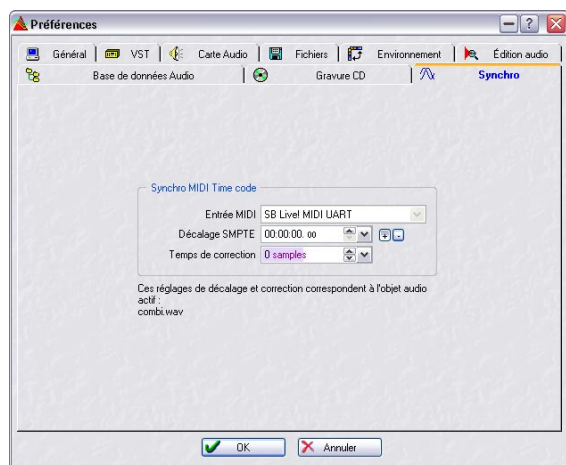 Préférences
Général
VST
Carte Audio
Fichiers
Environnement
Édition audio
Base de données Audio
Gravure CD
Synchro
Synchro MIDI Time code
Entrée MIDI SB Live! MIDI UART
Décalage SMPTE 00:00:00. 00
Temps de correction 0 samples
Ces réglages de décalage et correction correspondent à l'objet audio
actif :
combi.wav
OK
Annuler